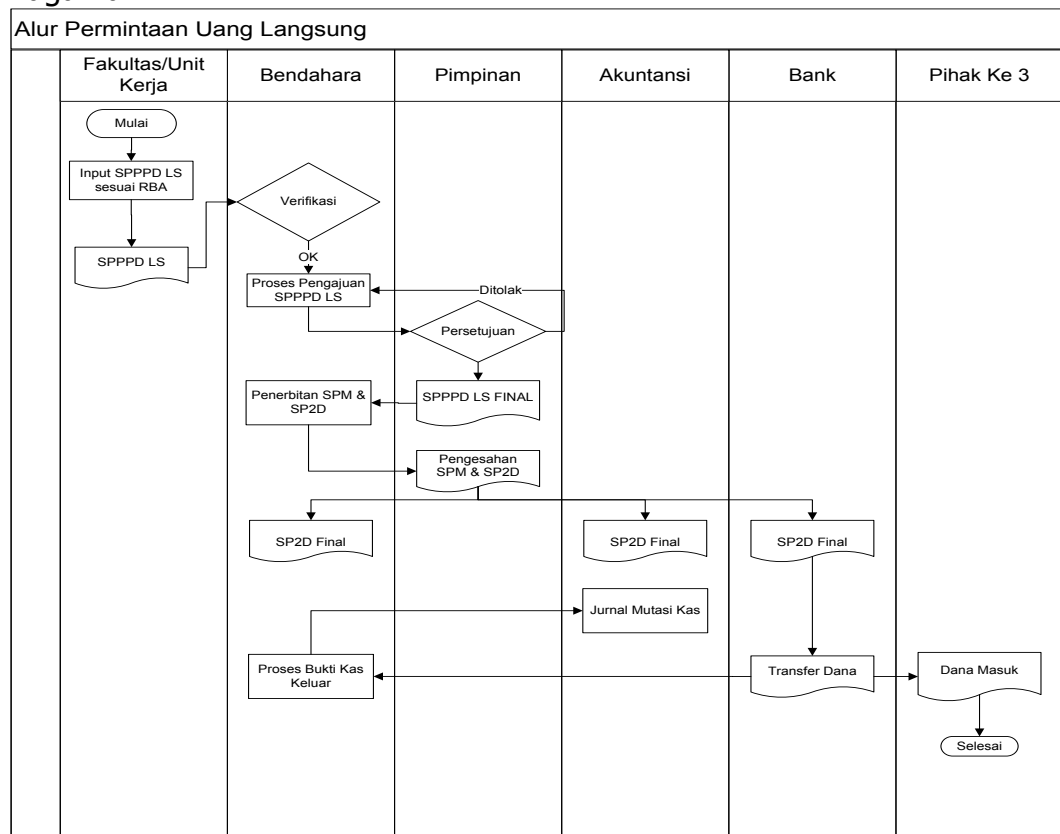 Alur Permintaan Uang Langsung
Fakultas/Unit
Kerja
Bendahara
Pimpinan
Akuntansi
Bank
Pihak Ke 3
Mulai
Input SPPPD LS
sesuai RBA
Verifikasi
SPPPD LS
OK
Proses Pengajuan
SPPPD LS
Ditolak
Persetujuan
Penerbitan SPM &
SP2D
SPPPD LS FINAL
Pengesahan
SPM & SP2D
SP2D Final
SP2D Final
SP2D Final
Jurnal Mutasi Kas
Proses Bukti Kas
Keluar
Transfer Dana
Dana Masuk
Selesai